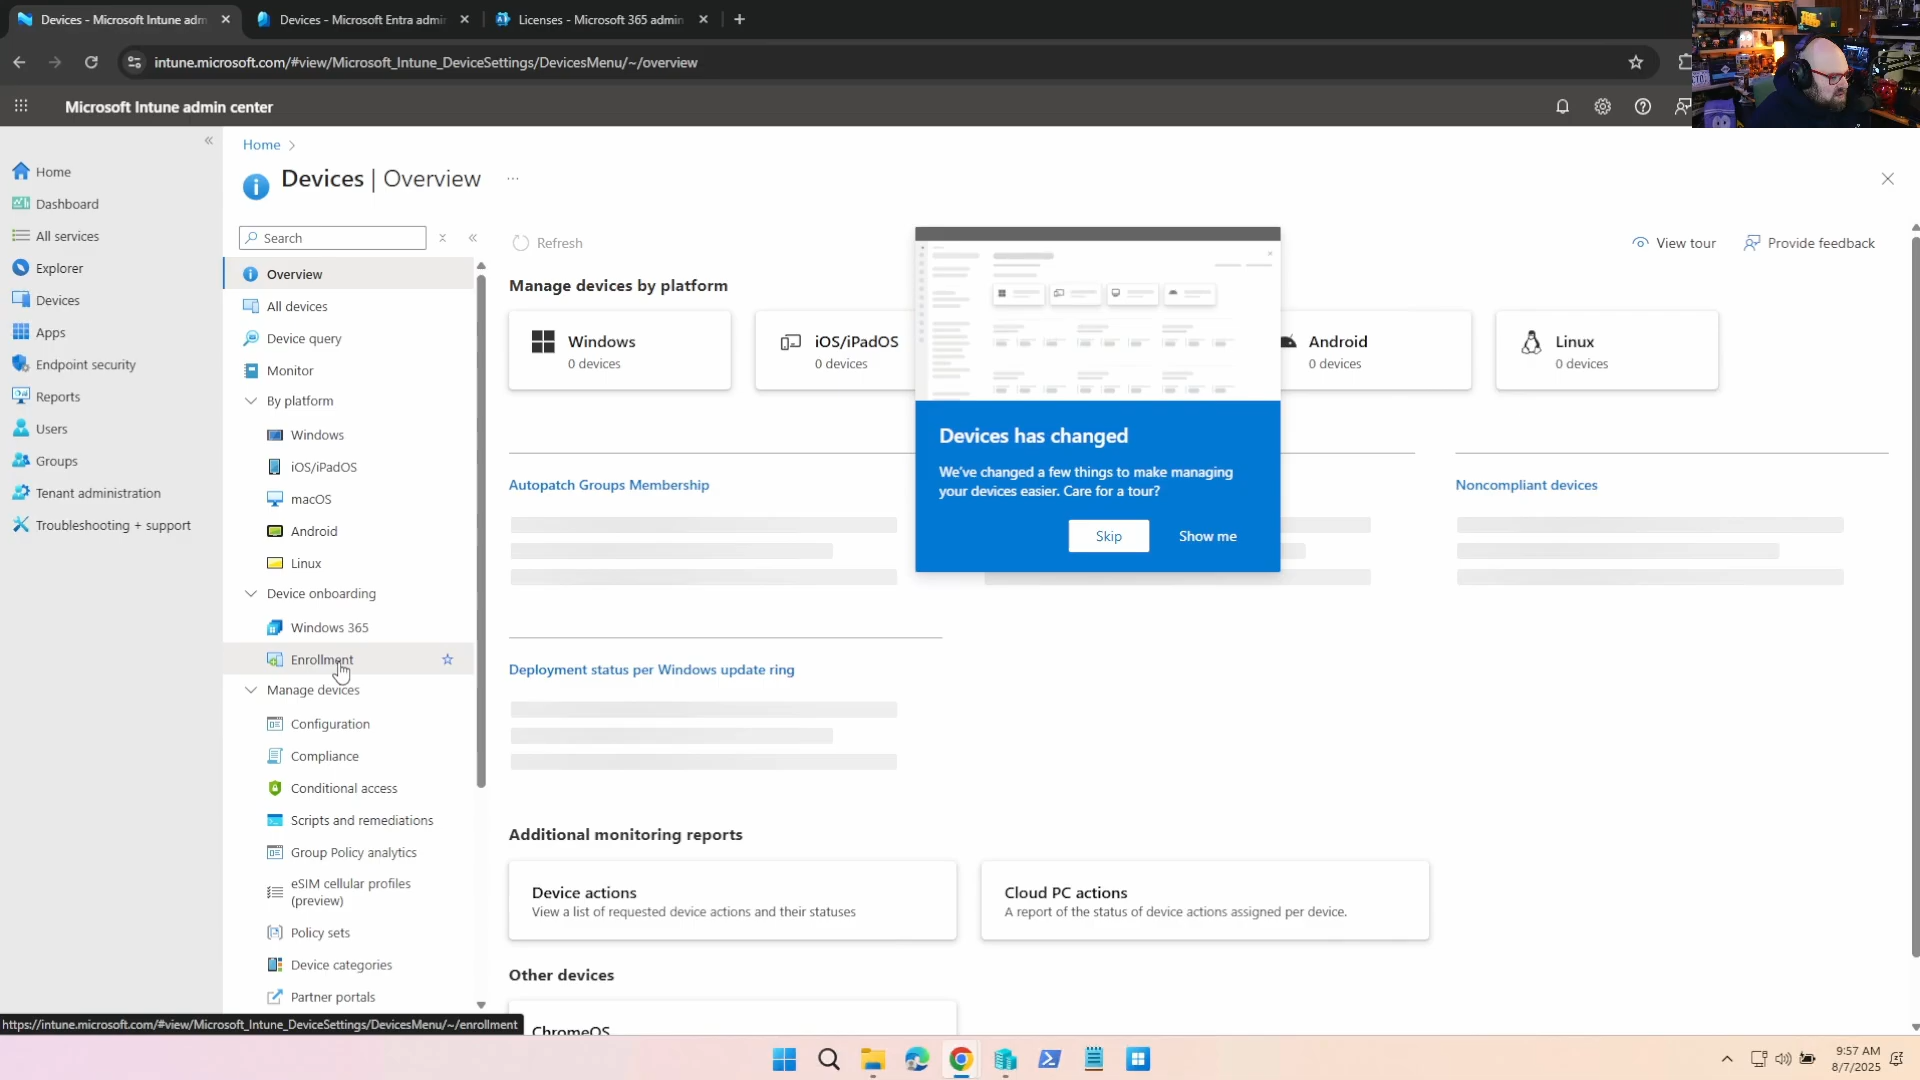 Devices - Microsoft Intune adm
Devices - Microsoft Entra admin
Licenses - Microsoft 365 admin
intune.microsoft.com/#view/Microsoft_Intune_DeviceSettings/DevicesMenu/~/overview
Microsoft Intune admin center
Home
Dashboard
All services
Explorer
Devices
Apps
Endpoint security
Reports
Users
Groups
Tenant administration
Troubleshooting + support
Home
Devices | Overview
Search
Overview
All devices
Device query
Monitor
By platform
Windows
iOS/iPadOS
macOS
Android
Linux
Device onboarding
Windows 365
Enrollment
Manage devices
Configuration
Compliance
Conditional access
Scripts and remediations
Group Policy analytics
eSIM cellular profiles
(preview)
Policy sets
Device categories
Partner portals
Refresh
View tour
Provide feedback
Manage devices by platform
Windows
0 devices
iOS/iPadOS
0 devices
Android
0 devices
Linux
0 devices
Devices has changed
We've changed a few things to make managing
your devices easier. Care for a tour?
Skip
Show me
Autopatch Groups Membership
Noncompliant devices
Deployment status per Windows update ring
Additional monitoring reports
Device actions
View a list of requested device actions and their statuses
Cloud PC actions
A report of the status of device actions assigned per device.
Other devices
ChromeOS
https://intune.microsoft.com/#view/Microsoft_Intune_DeviceSettings/DevicesMenu/~/enrollment
9:57 AM
8/7/2025